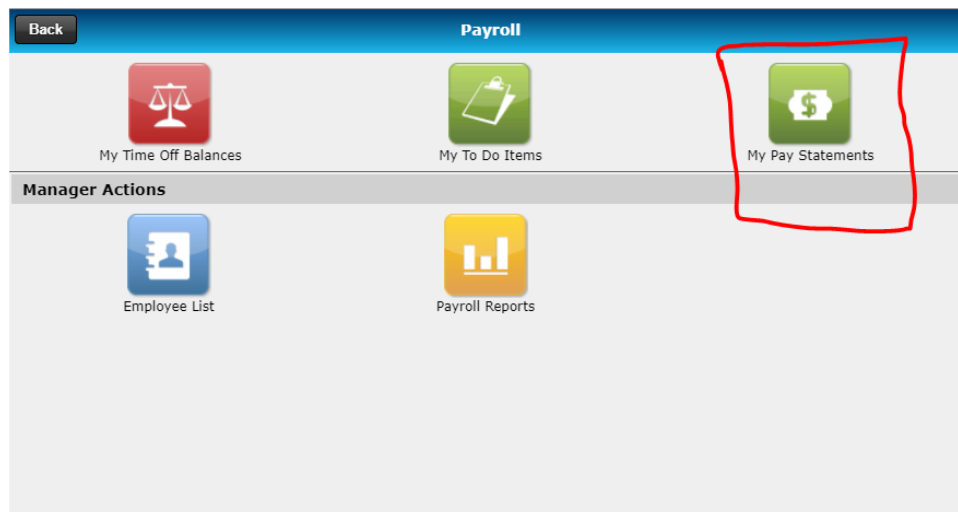 Back
Payroll
My Time Off Balances
My To Do Items
$
My Pay Statements
Manager Actions
Employee List
Payroll Reports